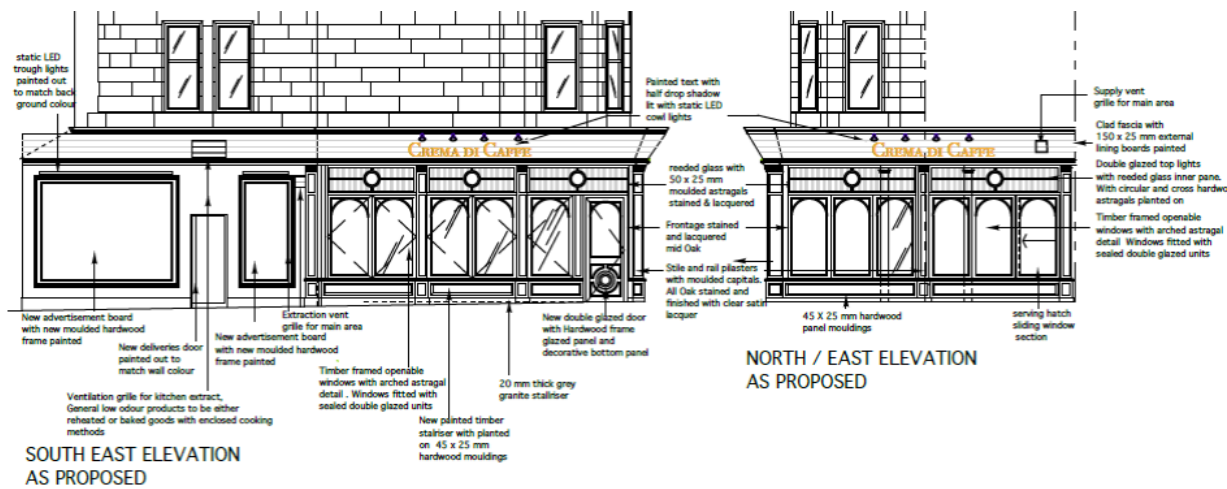 static LED
trough lights
painted out
to match back
ground colour
Painted text with
half drop shadow
lit with static LED
cowl lights
Supply vent
grille for main area
Clad fascia with
150 x 25 mm external
lining boards painted
CREMA DI CAFFE
CREMA DI CAFFE
reeded glass with
50 x 25 mm
moulded astragals
stained & lacquered
Double glazed top lights
with reeded glass inner pane.
With circular and cross hardwo
astragals planted on
Frontage stained
and lacquered
mid Oak
Timber framed openable
windows with arched astragal
detail Windows fitted with
sealed double glazed units
Stile and rail pilasters
with moulded capitals.
All Oak stained and
finished with clear satin
lacquer
New advertisement board
with new moulded hardwood
frame painted
New deliveries door
painted out to
match wall colour
Extraction vent
grille for main area
New advertisement board
with new moulded hardwood
frame painted
New double glazed door
with Hardwood frame
glazed panel and
decorative bottom panel
45 X 25 mm hardwood
panel mouldings
serving hatch
sliding window
section
Ventilation grille for kitchen extract,
General low odour products to be either
reheated or baked goods with enclosed cooking
methods
Timber framed openable
windows with arched astragal
detail . Windows fitted with
sealed double glazed units
20 mm thick grey
granite stallriser
New painted timber
stalriser with planted
on 45 x 25 mm
hardwood mouldings
SOUTH EAST ELEVATION
AS PROPOSED
NORTH / EAST ELEVATION
AS PROPOSED